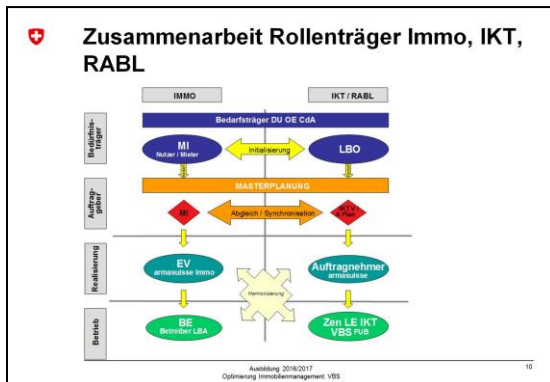 Zusammenarbeit Rollenträger Immo, IKT,
RABL
IMMO
IKT / RABL
Bedürfnis-
träger
Bedarfsträger DU OE CdA
MI
Nutzer / Mieter
Initialisierung
LBO
Auftrag-
geber
MASTERPLANUNG
MI
Abgleich / Synchronisation
IKT V /
A Plan
Realisierung
EV
armasuisse Immo
Auftragnehmer
armasuisse
Harmonisierung
Betrieb
BE
Betreiber LBA
Zen LE IKT
VBS FUB
Ausbildung 2016/2017
Optimierung Immobilienmanagement VBS
10